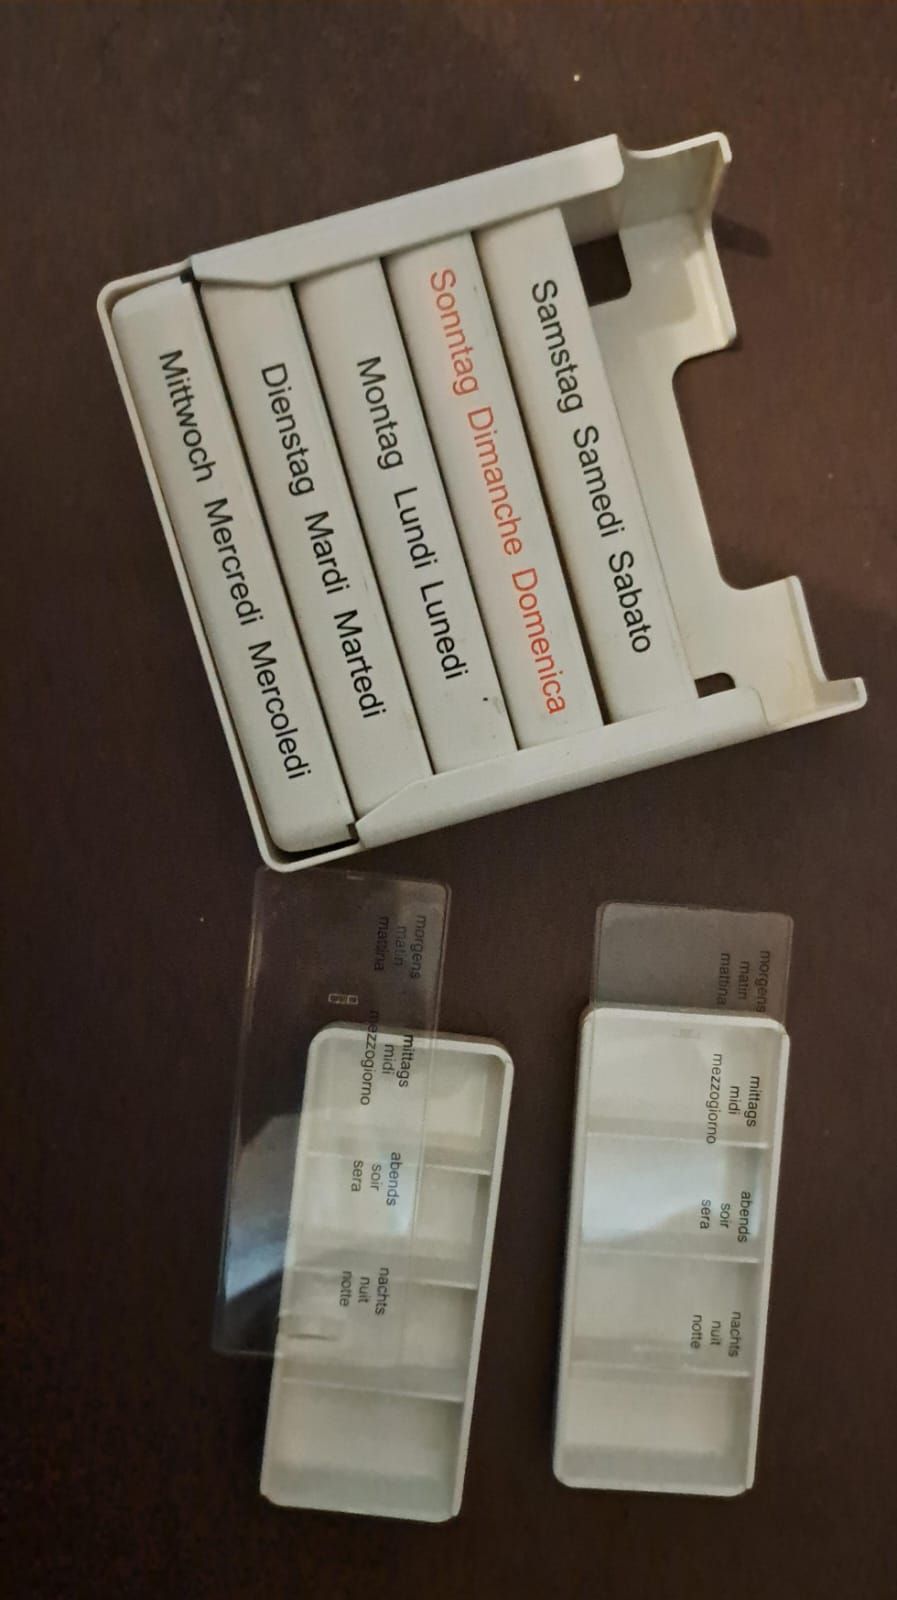 Samstag Samedi Sabato
Sonntag Dimanche Domenica
Montag Lundi Lunedi
Dienstag Mardi Martedi
Mittwoch Mercredi Mercoledi
morgens
matin
mattina
mittags
midi
mezzogiorno
abends
soir
sera
nachts
nuit
notte
morgens
matin
mattina
mittags
midi
mezzogiorno
abends
soir
sera
nachts
nuit
notte